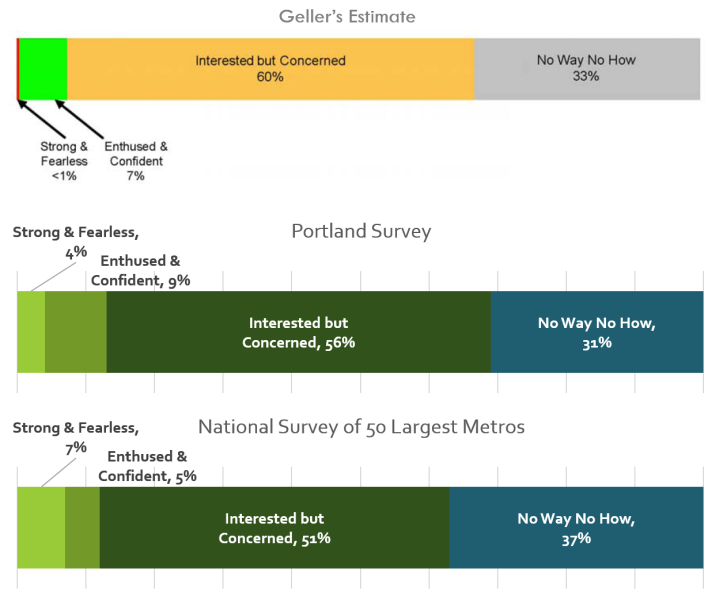 Geller's Estimate
Interested but Concerned
60%
No Way No How
33%
Strong &
Fearless
<1%
Enthused &
Confident
7%
Portland Survey
Strong & Fearless,
4%
Enthused &
Confident, 9%
Interested but
Concerned, 56%
No Way No How,
31%
National Survey of 50 Largest Metros
Strong & Fearless,
7%
Enthused &
Confident, 5%
Interested but
Concerned, 51%
No Way No How,
37%